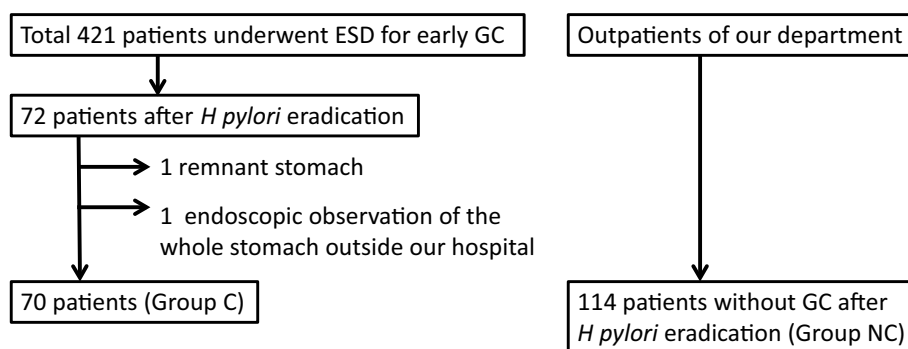 Total 421 patients underwent ESD for early GC
72 patients after H pylori eradication
1 remnant stomach
1 endoscopic observation of the
whole stomach outside our hospital
70 patients (Group C)
Outpatients of our department
114 patients without GC after
H pylori eradication (Group NC)